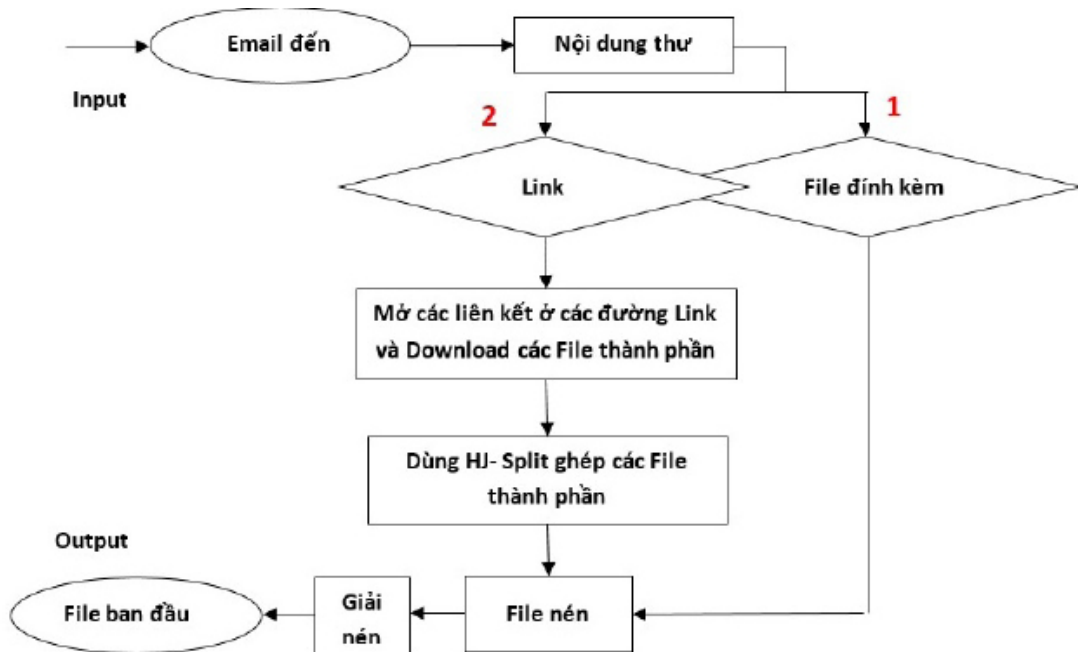 Email đến
Nội dung thư
Input
2
1
Link
File đính kèm
Mở các liên kết ở các đường Link
và Download các File thành phần
Dùng HJ- Split ghép các File
thành phần
Output
File ban đầu
Giải
nén
File nén